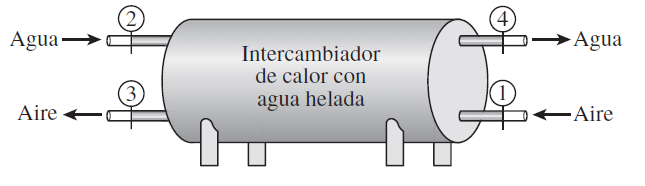 2
4
Agua
Intercambiador
de calor con
agua helada
Agua
3
1
Aire
Aire